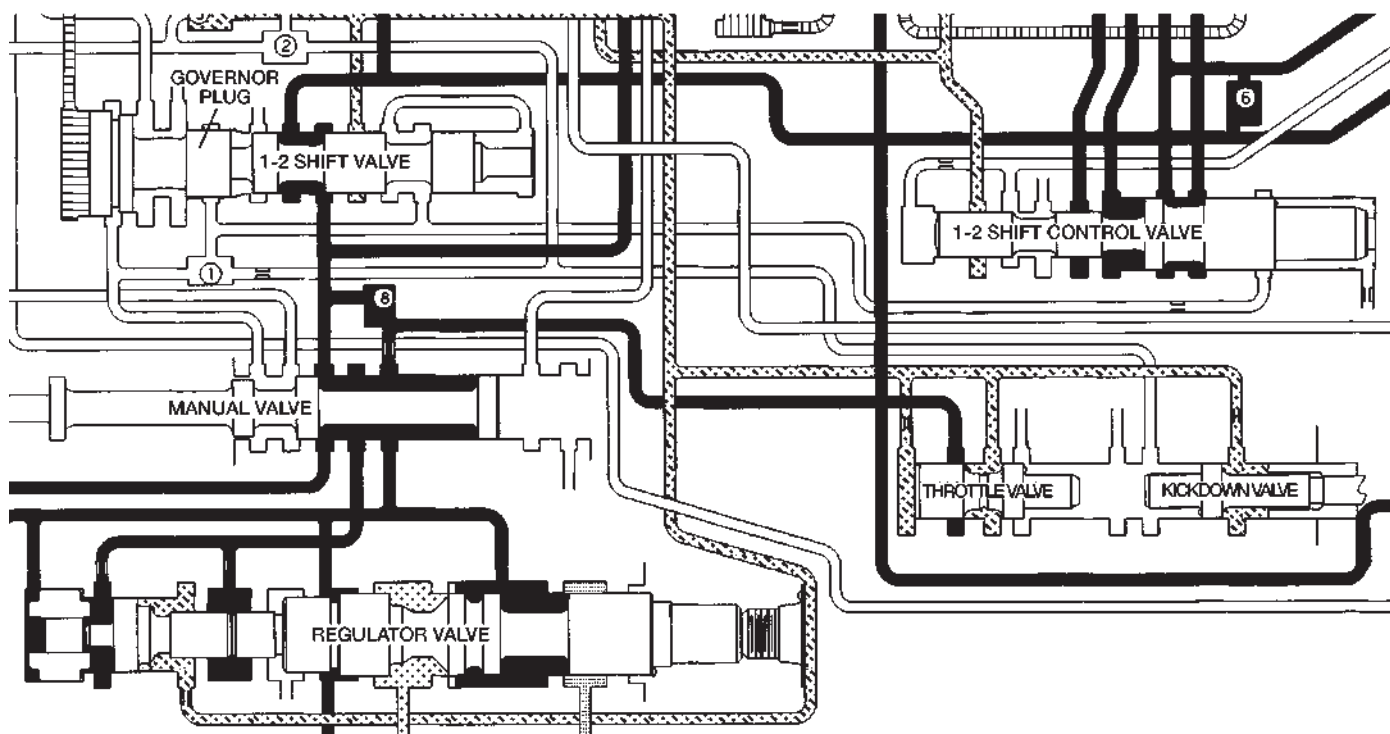 2
GOVERNOR
PLUG
6
1-2 SHIFT VALVE
1-2 SHIFT CONTROL VALVE
1
8
MANUAL VALVE
THROTTLE VALVE
KICKDOWN VALVE
REGULATOR VALVE